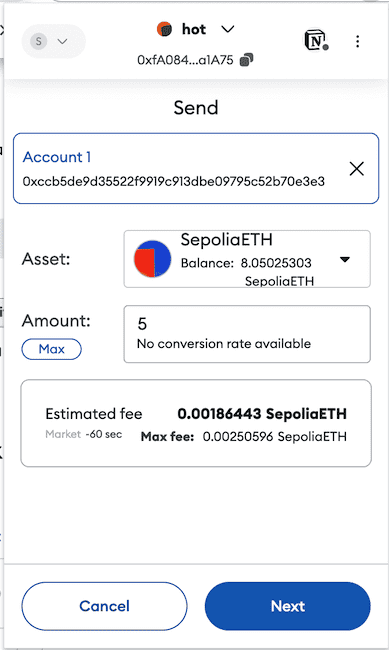 S
hot
0xfA084...a1A75
N
Send
Account 1
0xccb5de9d35522f9919c913dbe09795c52b70e3e3
Asset:
SepoliaETH
Balance: 8.05025303
SepoliaETH
Amount:
Max
5
No conversion rate available
Estimated fee 0.00186443 SepoliaETH
Market ~60 sec Max fee: 0.00250596 SepoliaETH
Cancel
Next